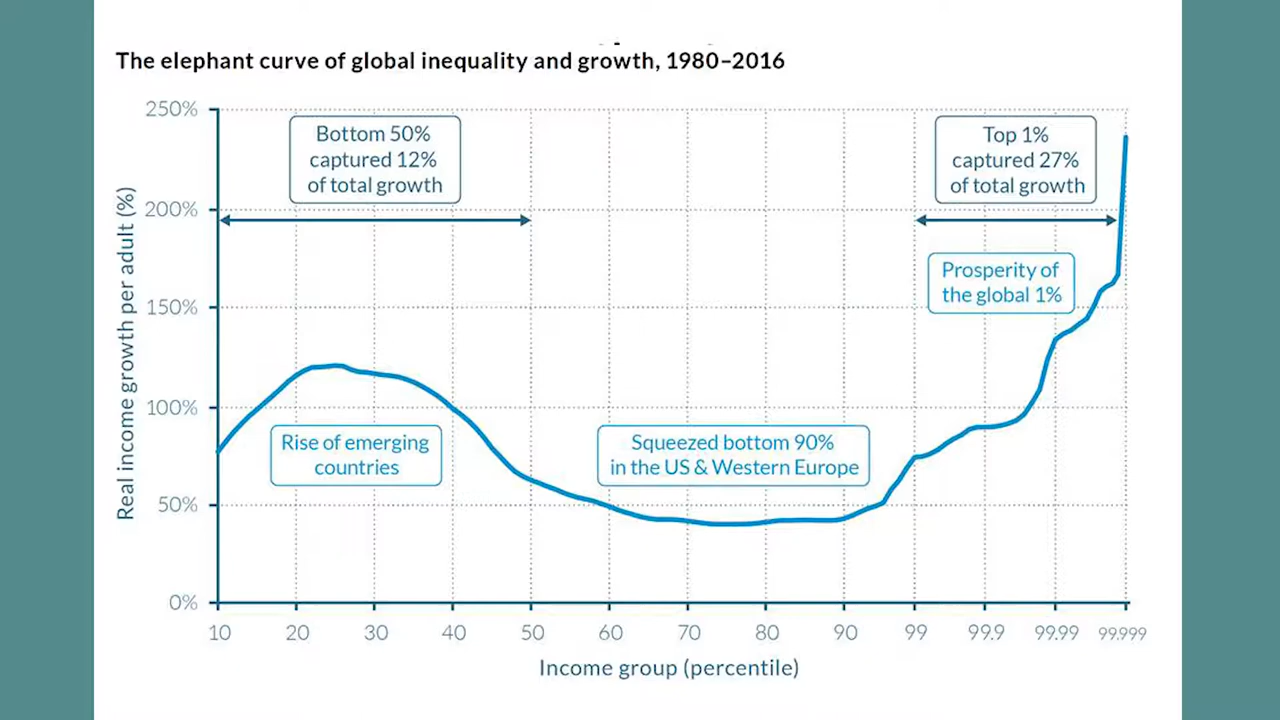 The elephant curve of global inequality and growth, 1980–2016
250%
200%
150%
100%
50%
0%
Real income growth per adult (%)
Bottom 50%
captured 12%
of total growth
Top 1%
captured 27%
of total growth
Prosperity of
the global 1%
Rise of emerging
countries
Squeezed bottom 90%
in the US & Western Europe
10 20 30 40 50 60 70 80 90 99 99.9 99.99 99.999
Income group (percentile)